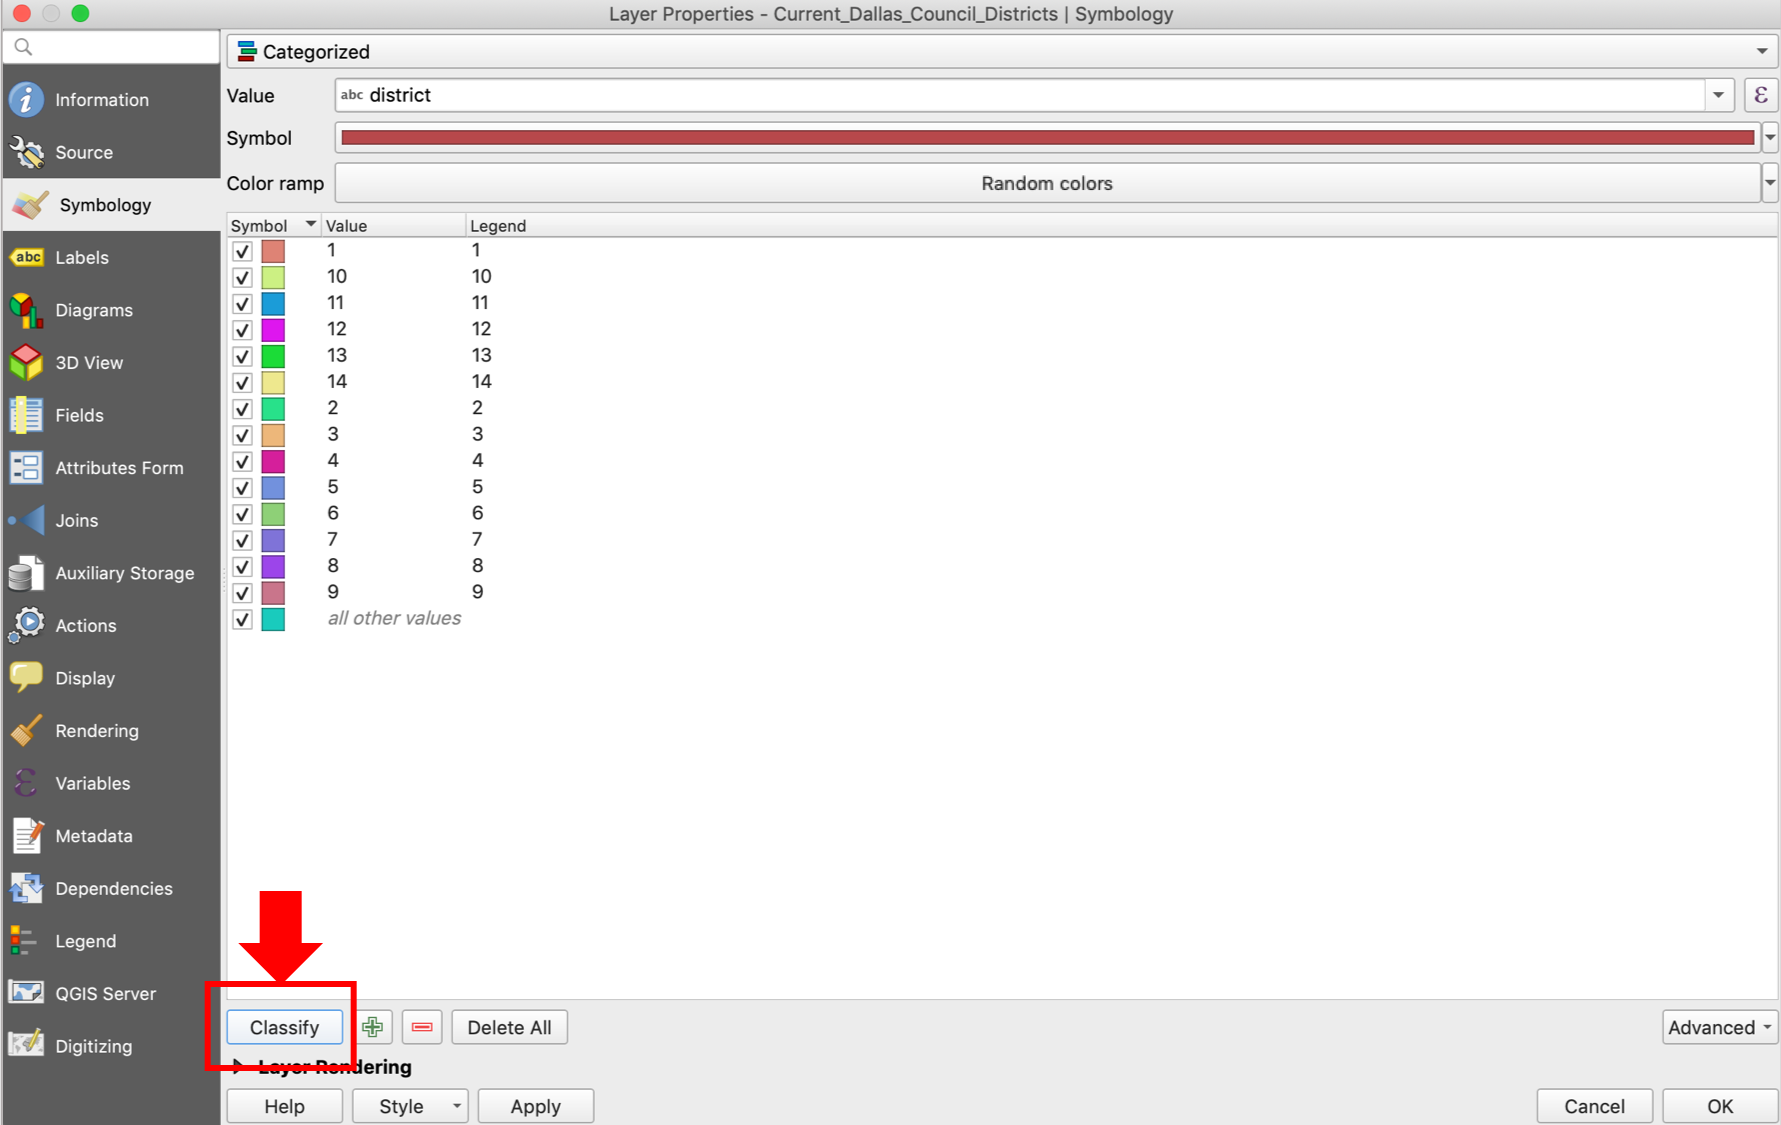 Layer Properties - Current_Dallas_Council_Districts | Symbology
Categorized
Information
Value abc district ε
Source
Symbol
Symbology
Color ramp Random colors
Symbol Value Legend
abc Labels
1 1
10 10
11 11
Diagrams
12 12
13 13
3D View
14 14
2 2
Fields
3 3
4 4
Attributes Form
5 5
6 6
Joins
7 7
8 8
Auxiliary Storage
9 9
all other values
Actions
Display
Rendering
ε Variables
Metadata
Dependencies
Legend
QGIS Server
Classify Delete All Advanced
Digitizing
Layer Rendering
Help Style Apply Cancel OK